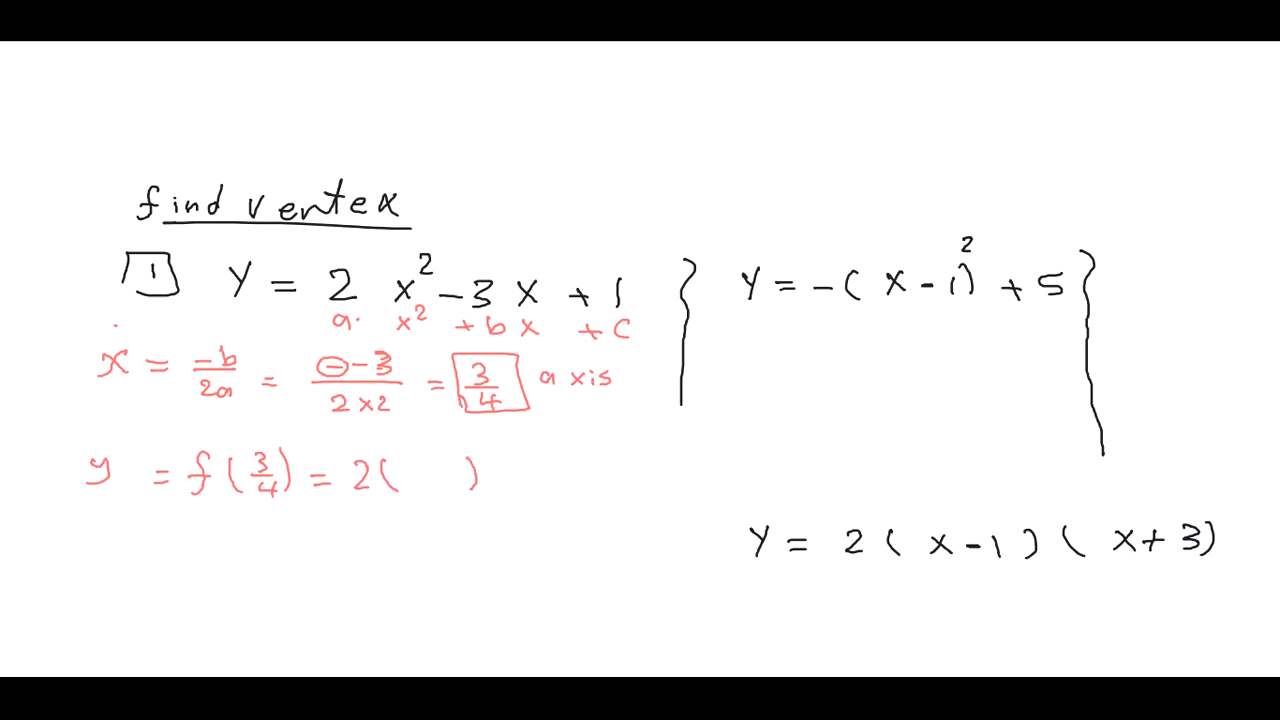 find vertex
1 Y = 2 x² - 3 x + 1
a x² + b x + c
x = -b/2a = - -3/2×2 = 3/4 axis
y = f(3/4) = 2( )
Y = -(x - 1)² + 5
Y = 2(x - 1)(x + 3)